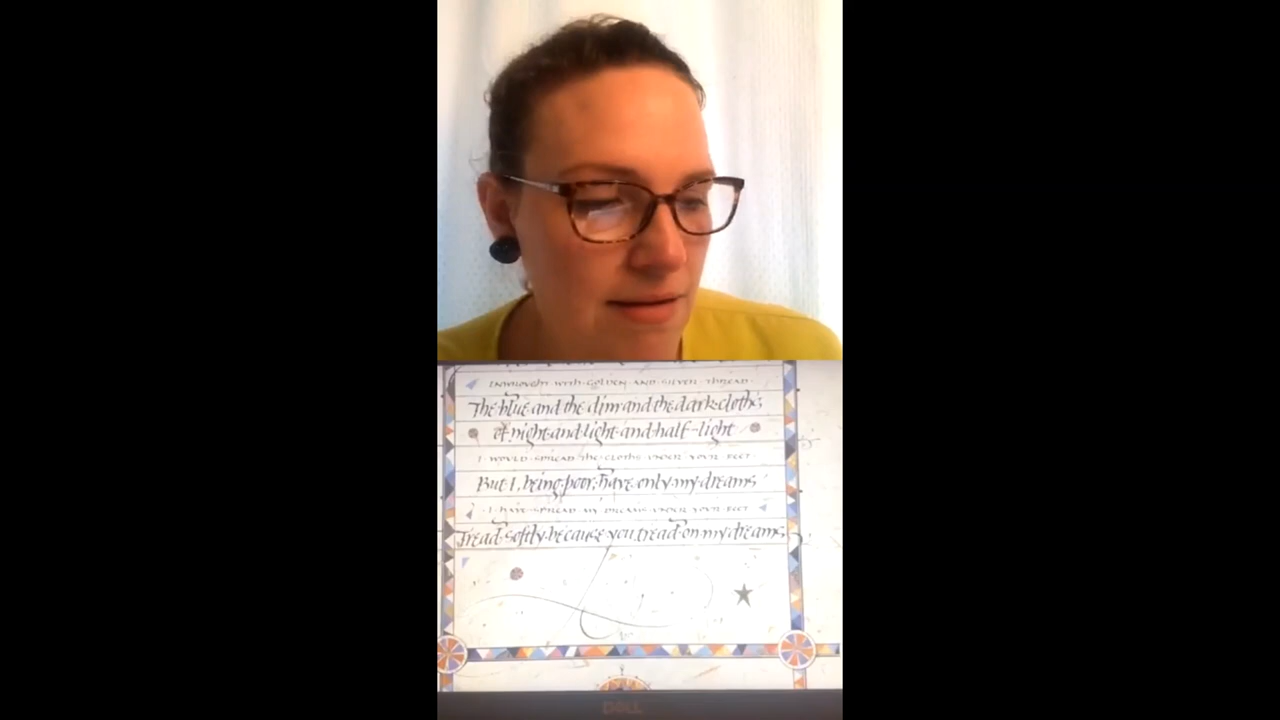 INWROUGHT·WITH·GOLDEN·AND·SILVER·THREAD·
The·blue·and·the·dim·and·the·dark·cloths
of·night·and·light·and·half-light
I·WOULD·SPREAD·THE·CLOTHS·UNDER·YOUR·FEET
But·I,·being·poor,·have·only·my·dreams
·I·HAVE·SPREAD·MY·DREAMS·UNDER·YOUR·FEET
Tread·softly·because·you·tread·on·my·dreams
DELL